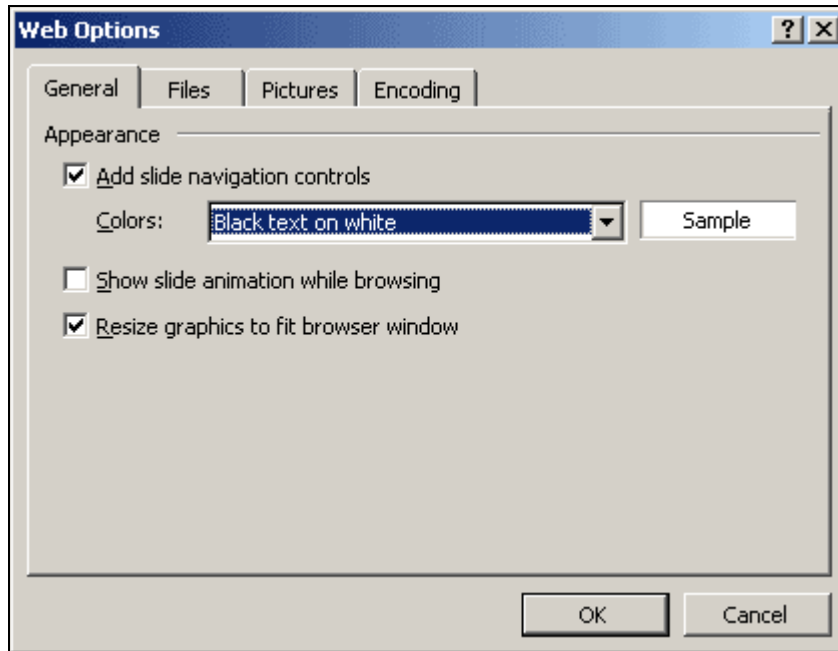 Web Options
General Files Pictures Encoding
Appearance
Add slide navigation controls
Colors: Black text on white Sample
Show slide animation while browsing
Resize graphics to fit browser window
OK Cancel